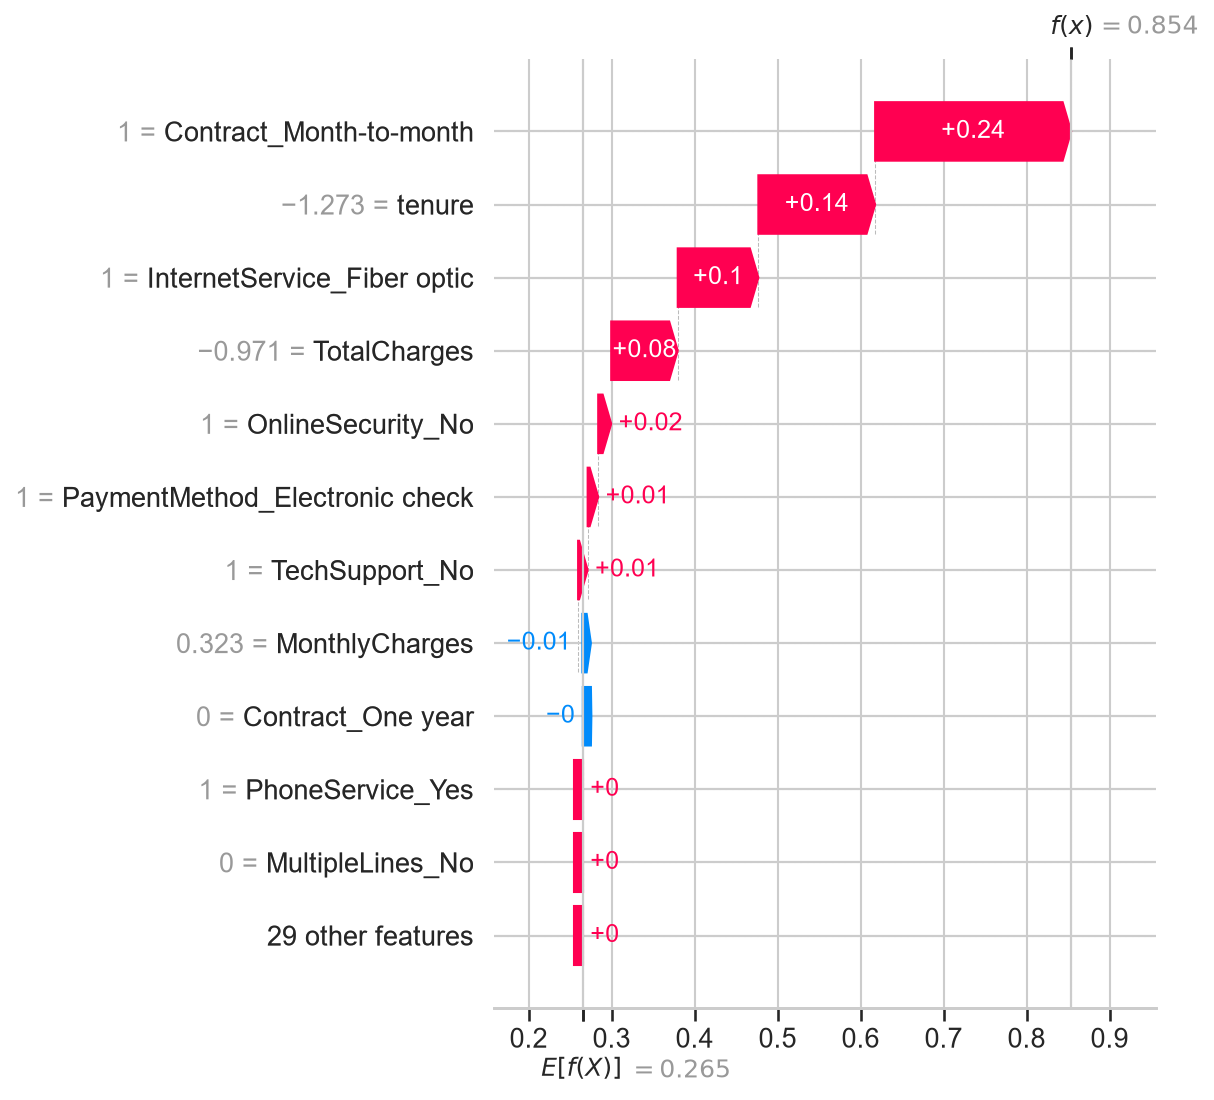 f(x) = 0.854
1 = Contract_Month-to-month +0.24
−1.273 = tenure +0.14
1 = InternetService_Fiber optic +0.1
−0.971 = TotalCharges +0.08
1 = OnlineSecurity_No +0.02
1 = PaymentMethod_Electronic check +0.01
1 = TechSupport_No +0.01
0.323 = MonthlyCharges −0.01
0 = Contract_One year −0
1 = PhoneService_Yes +0
0 = MultipleLines_No +0
29 other features +0
0.2 0.3 0.4 0.5 0.6 0.7 0.8 0.9
E[f(X)] = 0.265